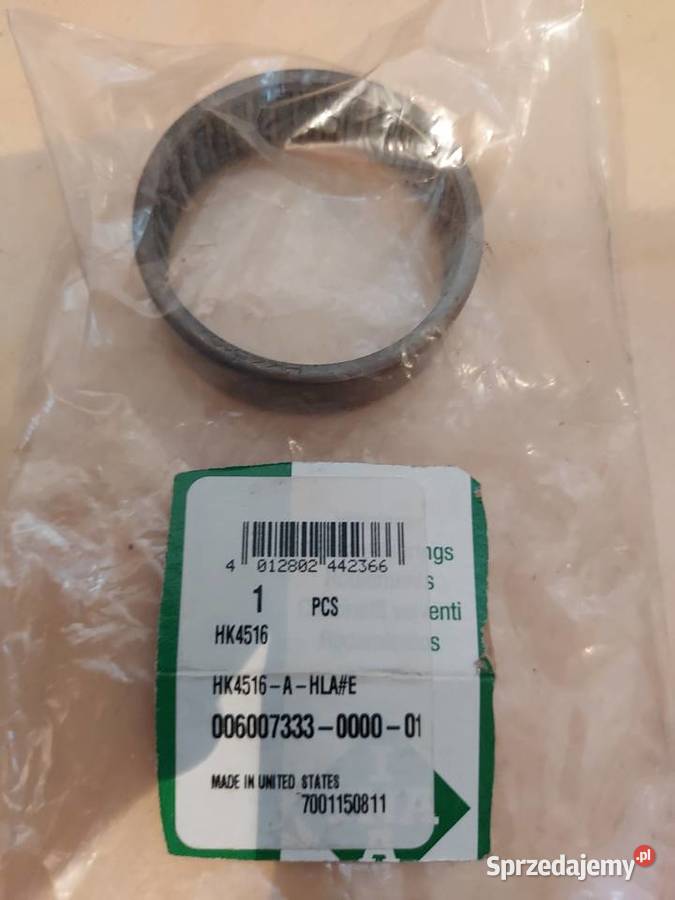 4 012802 442366
1 PCS
HK4516
HK4516-A-HLA#E
006007333-0000-01
MADE IN UNITED STATES
7001150811
Sprzedajemy.pl